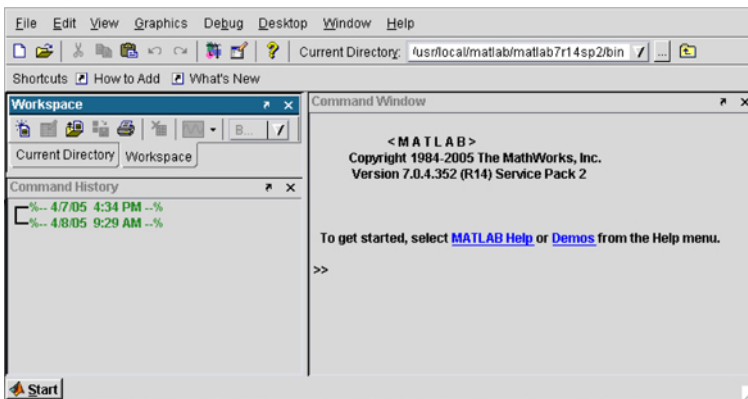 File Edit View Graphics Debug Desktop Window Help
Current Directory: /usr/local/matlab/matlab7r14sp2/bin ...
Shortcuts How to Add What's New
Workspace
B...
Current Directory Workspace
Command History
%-- 4/7/05 4:34 PM --%
%-- 4/8/05 9:29 AM --%
Command Window
< M A T L A B >
Copyright 1984-2005 The MathWorks, Inc.
Version 7.0.4.352 (R14) Service Pack 2
To get started, select MATLAB Help or Demos from the Help menu.
>>
Start